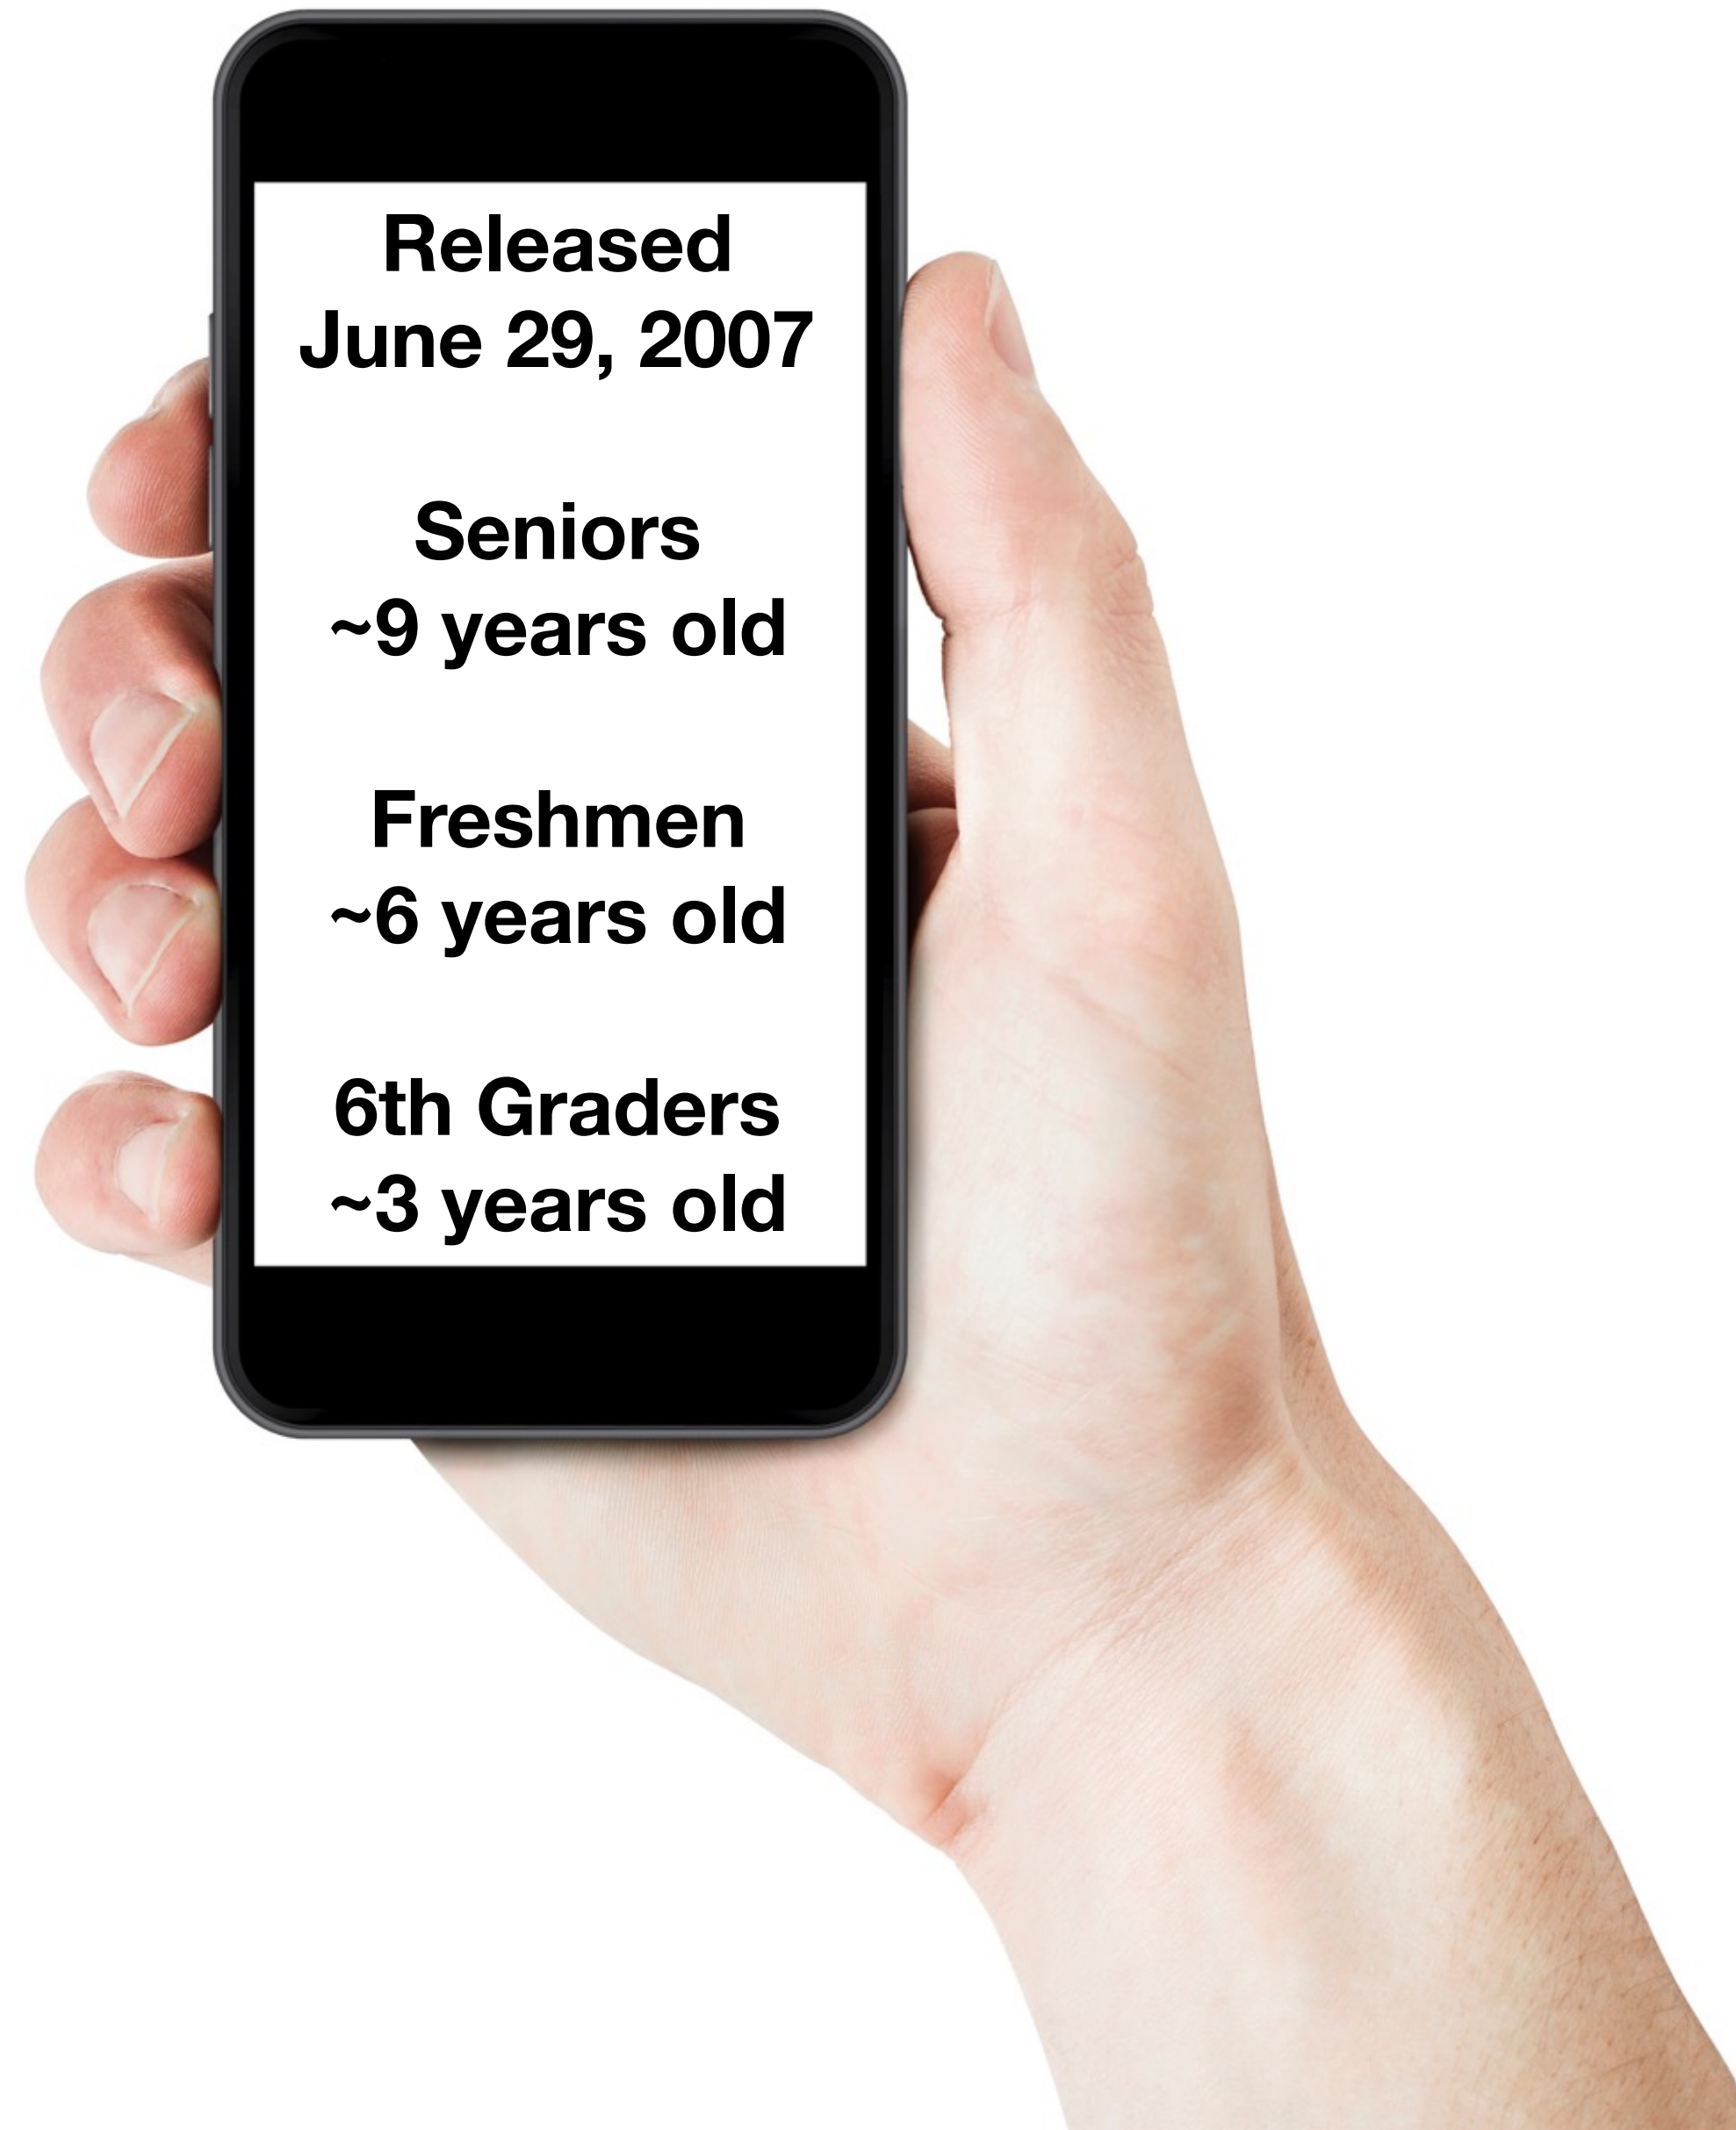 Released
June 29, 2007
Seniors
~9 years old
Freshmen
~6 years old
6th Graders
~3 years old